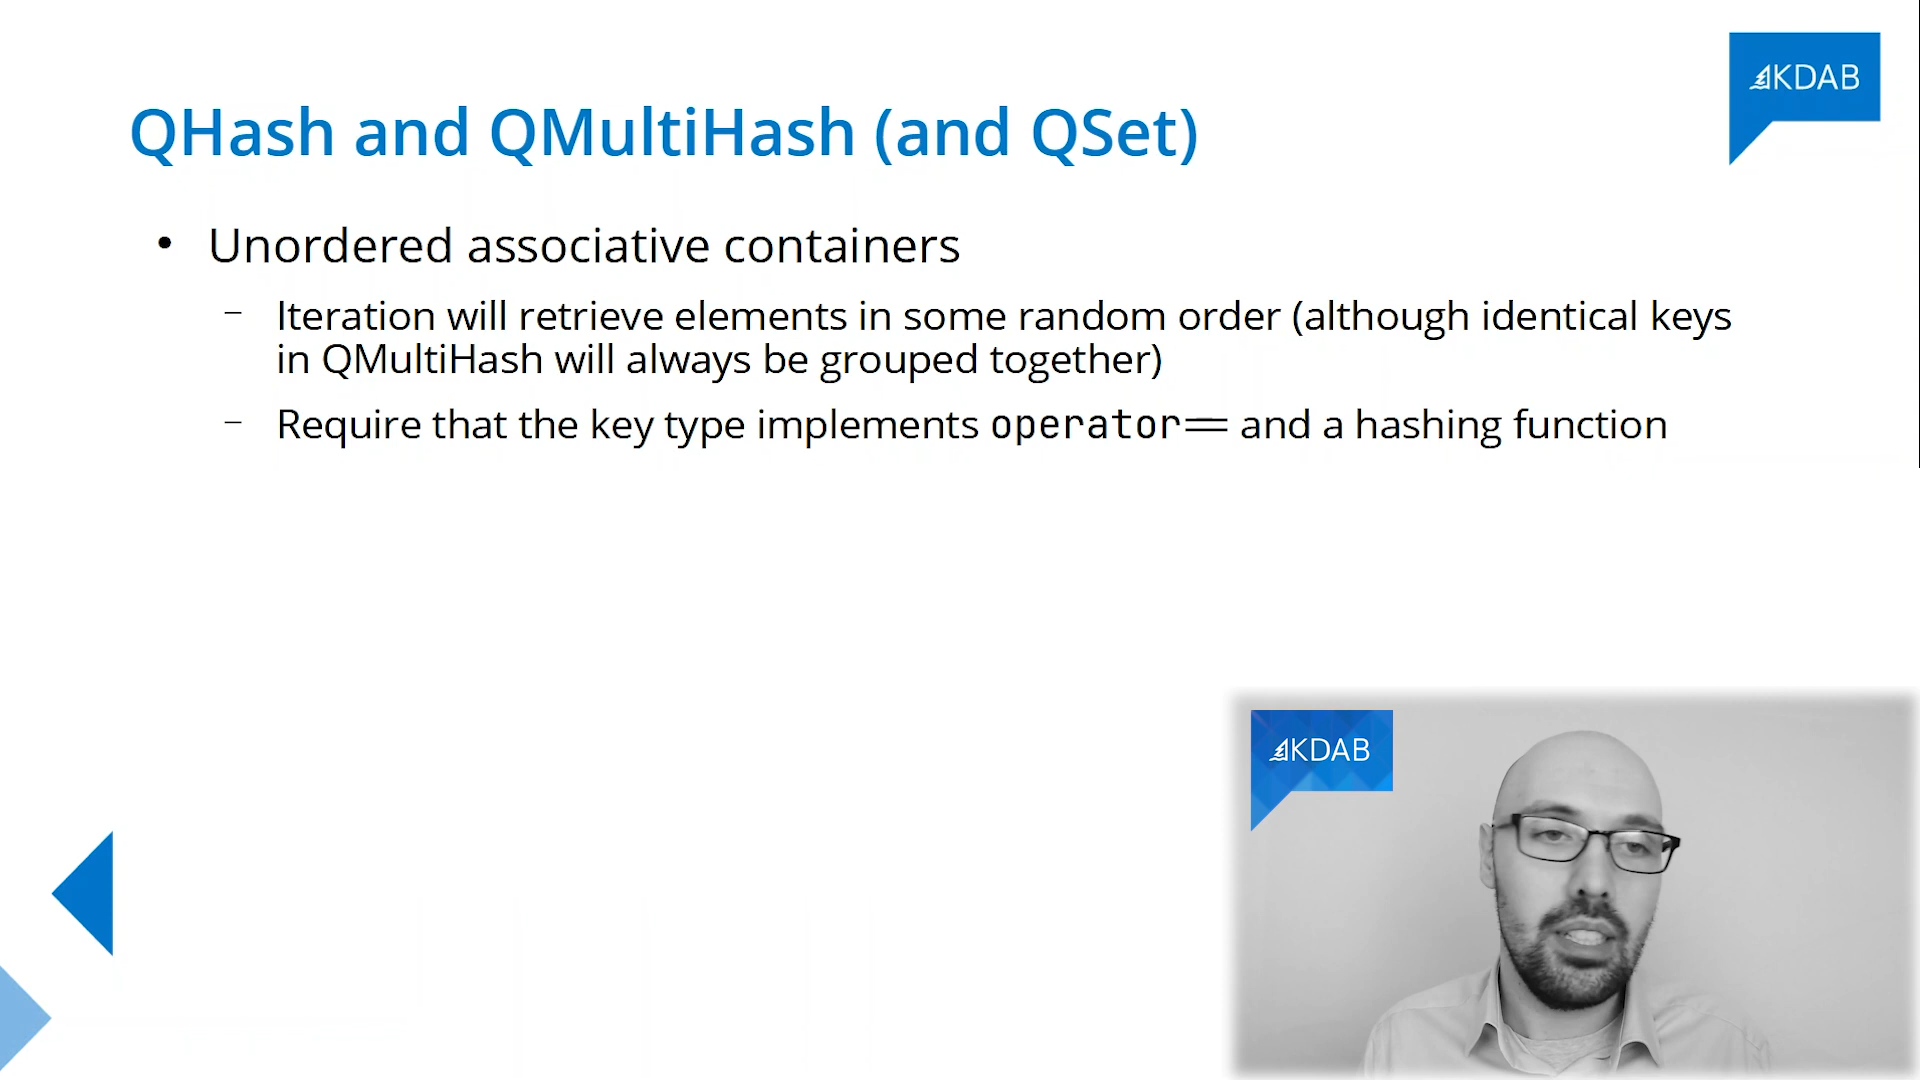 KDAB
QHash and QMultiHash (and QSet)
• Unordered associative containers
– Iteration will retrieve elements in some random order (although identical keys
in QMultiHash will always be grouped together)
– Require that the key type implements operator== and a hashing function
KDAB